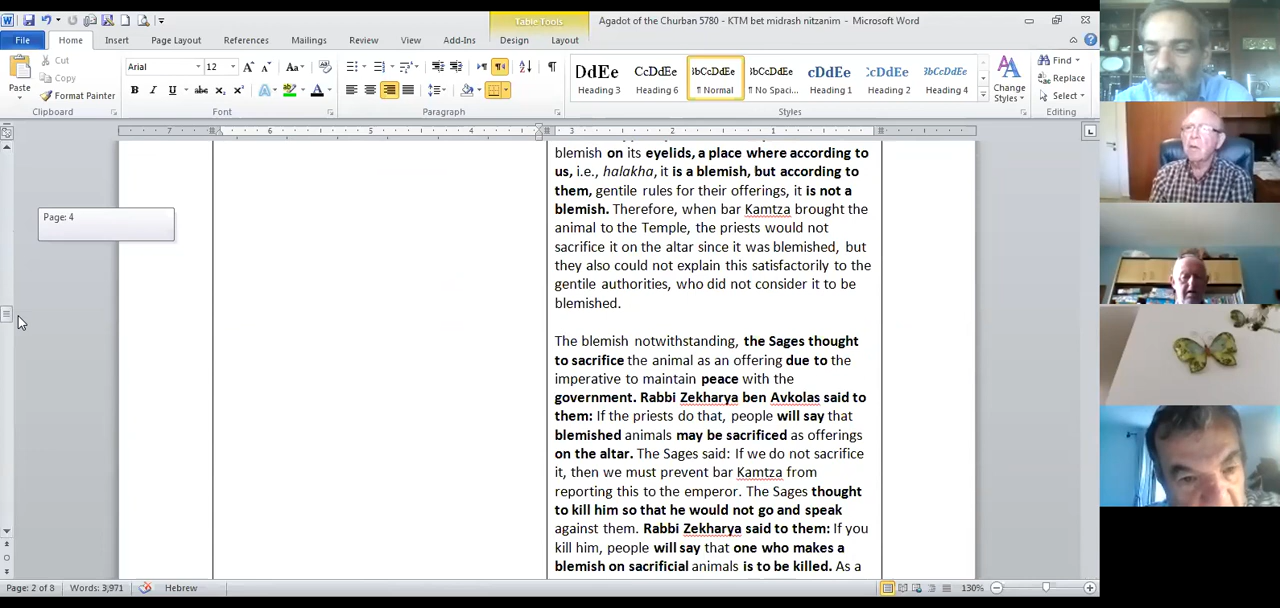 Table Tools
Agadot of the Churban 5780 - KTM bet midrash nitzanim - Microsoft Word
File Home Insert Page Layout References Mailings Review View Add-Ins Design Layout
Cut
Copy
Format Painter
Paste
Clipboard
Arial 12
Font
Paragraph
DdEe CcDdEe ¶ Normal ¶ No Spaci... Heading 1 Heading 2 Heading 4
Heading 3 Heading 6
Styles
Change Styles
Find
Replace
Select
Editing
Page: 4
blemish on its eyelids, a place where according to
us, i.e., halakha, it is a blemish, but according to
them, gentile rules for their offerings, it is not a
blemish. Therefore, when bar Kamtza brought the
animal to the Temple, the priests would not
sacrifice it on the altar since it was blemished, but
they also could not explain this satisfactorily to the
gentile authorities, who did not consider it to be
blemished.
The blemish notwithstanding, the Sages thought
to sacrifice the animal as an offering due to the
imperative to maintain peace with the
government. Rabbi Zekharya ben Avkolas said to
them: If the priests do that, people will say that
blemished animals may be sacrificed as offerings
on the altar. The Sages said: If we do not sacrifice
it, then we must prevent bar Kamtza from
reporting this to the emperor. The Sages thought
to kill him so that he would not go and speak
against them. Rabbi Zekharya said to them: If you
kill him, people will say that one who makes a
blemish on sacrificial animals is to be killed. As a
Page: 2 of 8 Words: 3,971 Hebrew 130%